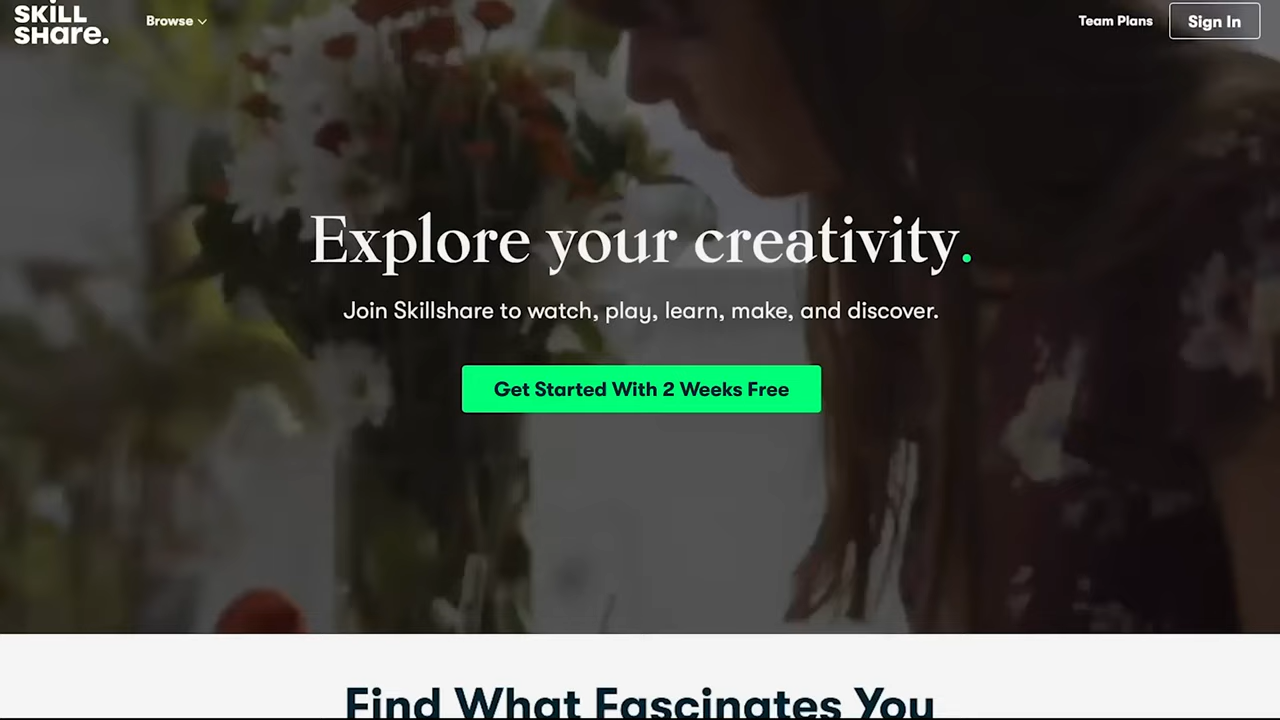 SKILL
SHare.
Browse
Team Plans
Sign In
Explore your creativity.
Join Skillshare to watch, play, learn, make, and discover.
Get Started With 2 Weeks Free
Find What Fascinates You